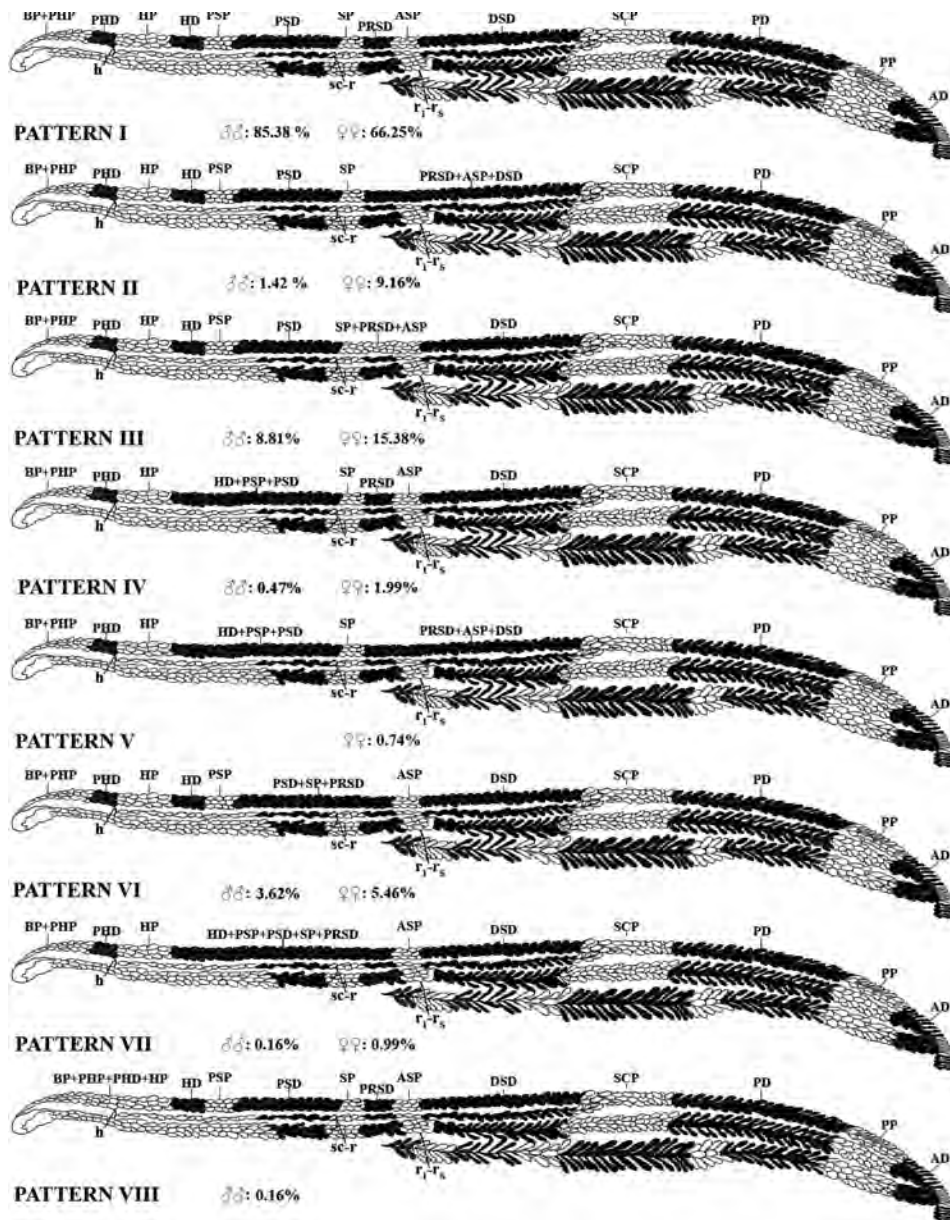 BP+PHP PHD HP HD PSP PSD SP PRSD ASP DSD SCP PD
PP
AD
h
sc-r
r₁-rₛ
PATTERN I ♂♂: 85.38 % ♀♀: 66.25%
BP+PHP PHD HP HD PSP PSD SP PRSD+ASP+DSD SCP PD
PP
AD
h
sc-r
r₁-rₛ
PATTERN II ♂♂: 1.42 % ♀♀: 9.16%
BP+PHP PHD HP HD PSP PSD SP+PRSD+ASP DSD SCP PD
PP
AD
h
sc-r
r₁-rₛ
PATTERN III ♂♂: 8.81% ♀♀: 15.38%
BP+PHP PHD HP HD+PSP+PSD SP PRSD ASP DSD SCP PD
PP
AD
h
sc-r
r₁-rₛ
PATTERN IV ♂♂: 0.47% ♀♀: 1.99%
BP+PHP PHD HP HD+PSP+PSD SP PRSD+ASP+DSD SCP PD
PP
AD
h
sc-r
r₁-rₛ
PATTERN V ♀♀: 0.74%
BP+PHP PHD HP HD PSP PSD+SP+PRSD ASP DSD SCP PD
PP
AD
h
sc-r
r₁-rₛ
PATTERN VI ♂♂: 3.62% ♀♀: 5.46%
BP+PHP PHD HP HD+PSP+PSD+SP+PRSD ASP DSD SCP PD
PP
AD
h
sc-r
r₁-rₛ
PATTERN VII ♂♂: 0.16% ♀♀: 0.99%
BP+PHP+PHD+HP HD PSP PSD SP PRSD ASP DSD SCP PD
PP
AD
h
sc-r
r₁-rₛ
PATTERN VIII ♂♂: 0.16%